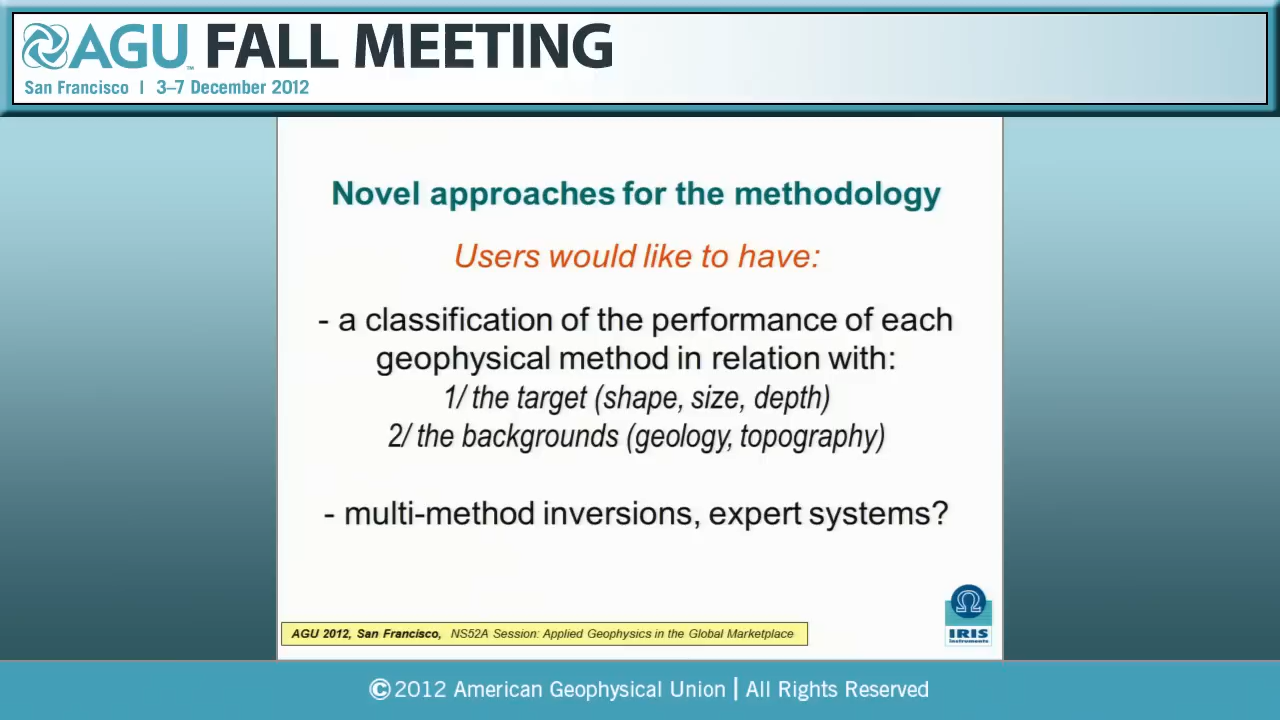 AGU™ FALL MEETING
San Francisco | 3–7 December 2012
Novel approaches for the methodology
Users would like to have:
- a classification of the performance of each
geophysical method in relation with:
1/ the target (shape, size, depth)
2/ the backgrounds (geology, topography)
- multi-method inversions, expert systems?
Ω
IRIS
Instruments
AGU 2012, San Francisco, NS52A Session: Applied Geophysics in the Global Marketplace
©2012 American Geophysical Union | All Rights Reserved